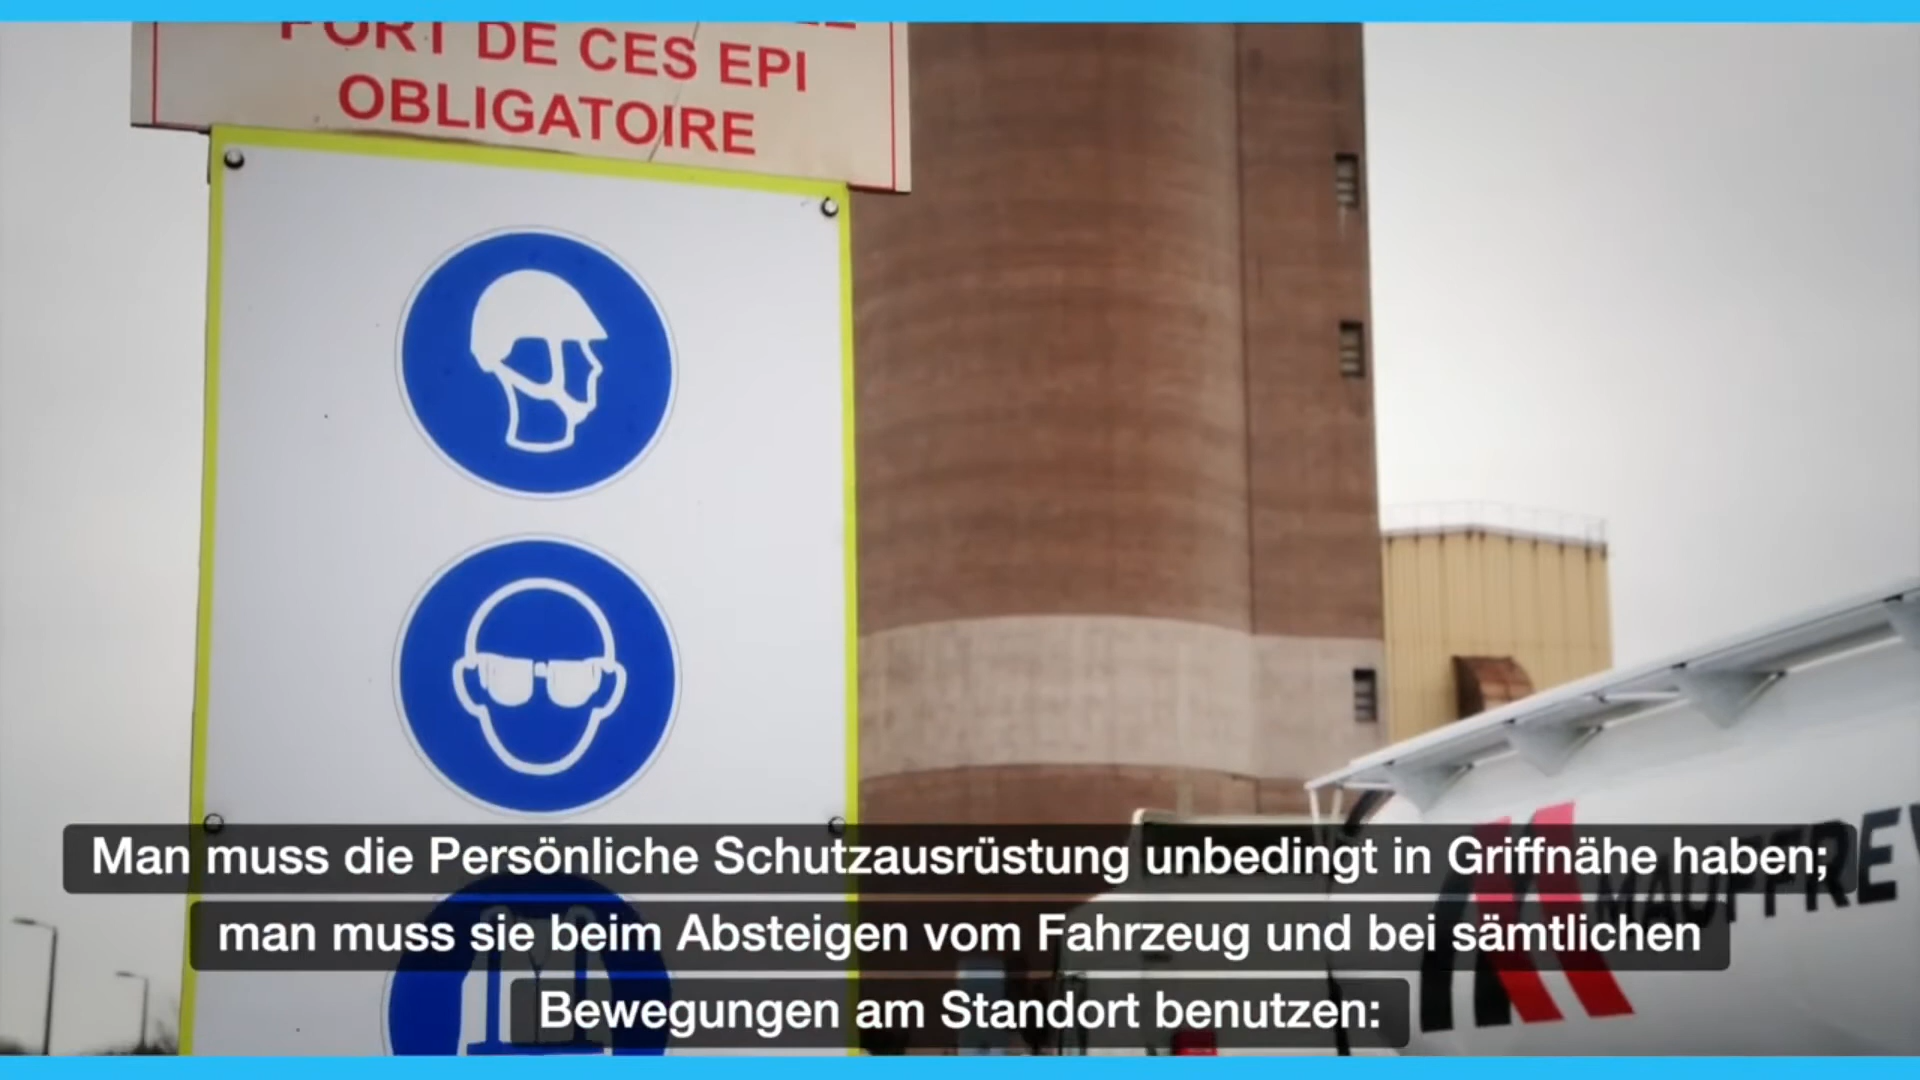 PORT DE CES EPI
OBLIGATOIRE
MAUFFREY
Man muss die Persönliche Schutzausrüstung unbedingt in Griffnähe haben;
man muss sie beim Absteigen vom Fahrzeug und bei sämtlichen
Bewegungen am Standort benutzen: